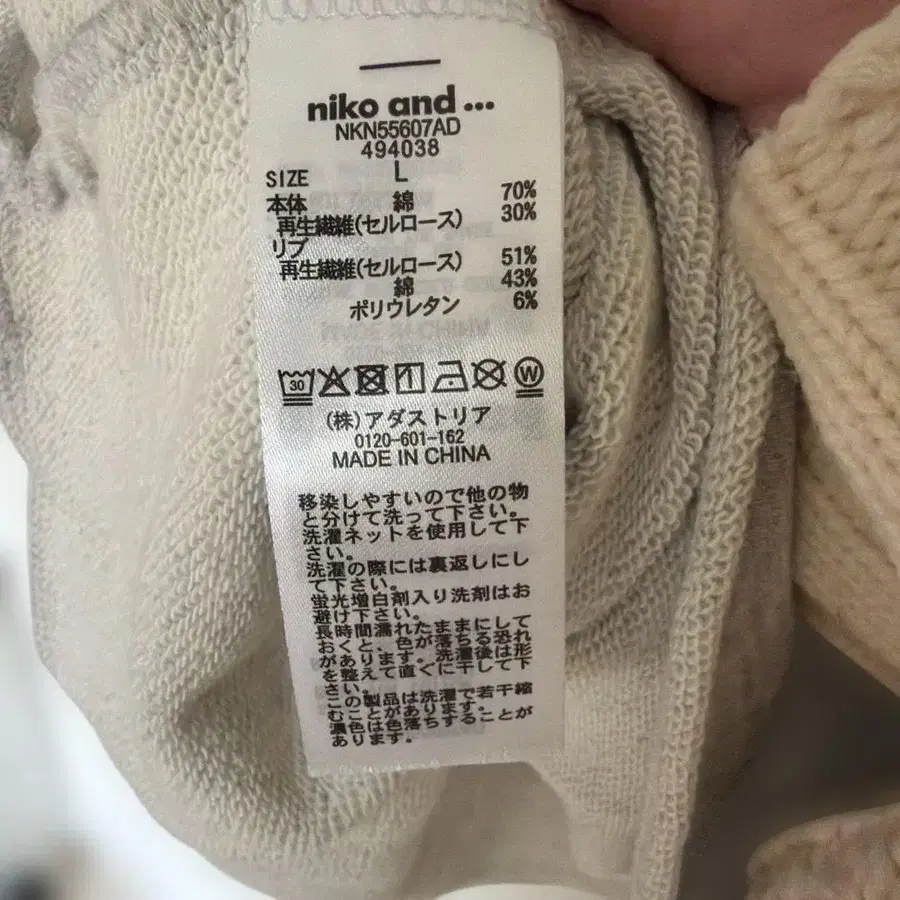 niko and ...
NKN55607AD
494038
SIZE L
本体 綿 70%
再生繊維(セルロース) 30%
リブ
再生繊維(セルロース) 51%
綿 43%
ポリウレタン 6%
30 W
(株)アダストリア
0120-601-162
MADE IN CHINA
移染しやすいので他の物
と分けて洗って下さい。
洗濯ネットを使用して下
さい。
洗濯の際には裏返しにし
て下さい。
蛍光増白剤入り洗剤はお
避け下さい。
長時間濡れたままにして
おくと、色が落ちる恐れ
があります。洗濯後は形
を整えて直ぐに干して下
さい。
この製品は洗濯で若干縮
むことがあります。
濃色は色落ちすることが
あります。